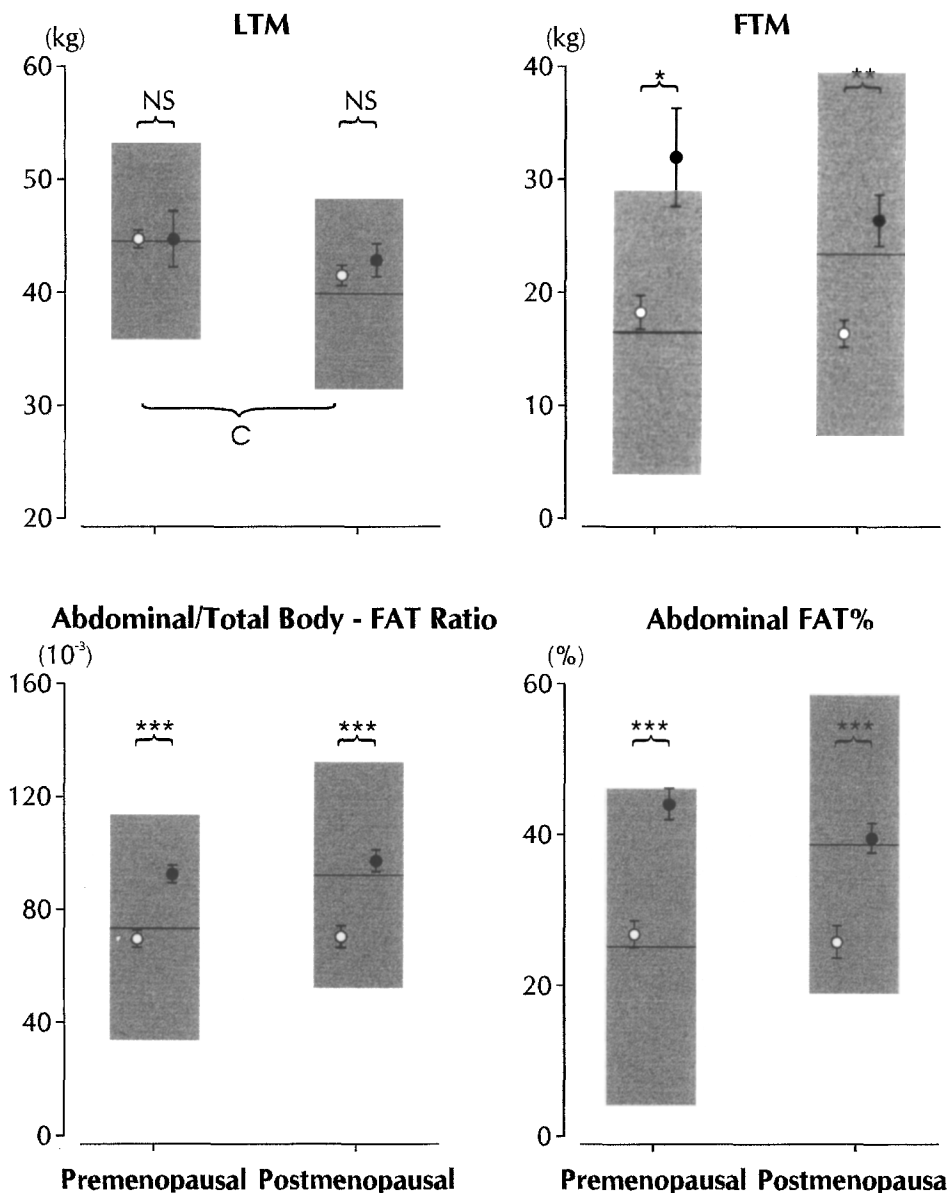 LTM
(kg)
60
50
40
30
20
NS
NS
C
FTM
(kg)
40
30
20
10
0
*
**
Abdominal/Total Body - FAT Ratio
(10⁻³)
160
120
80
40
0
***
***
Premenopausal Postmenopausal
Abdominal FAT%
(%)
60
40
20
0
***
***
Premenopausal Postmenopausa